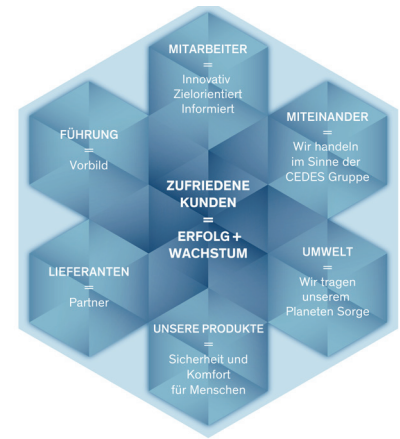 MITARBEITER
=
Innovativ
Zielorientiert
Informiert
MITEINANDER
=
Wir handeln
im Sinne der
CEDES Gruppe
FÜHRUNG
=
Vorbild
ZUFRIEDENE
KUNDEN
=
ERFOLG +
WACHSTUM
LIEFERANTEN
=
Partner
UMWELT
=
Wir tragen
unserem
Planeten Sorge
UNSERE PRODUKTE
=
Sicherheit und
Komfort
für Menschen